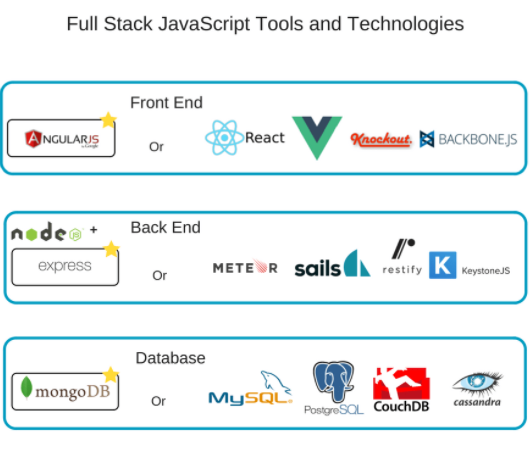 Full Stack JavaScript Tools and Technologies
Front End
ANGULARJS
by Google
Or
React
Knockout.
BACKBONE.JS
node JS +
Back End
express
Or
METEOR
sails
restify
K
KeystoneJS
Database
mongoDB
Or
MySQL®
PostgreSQL
CouchDB
cassandra